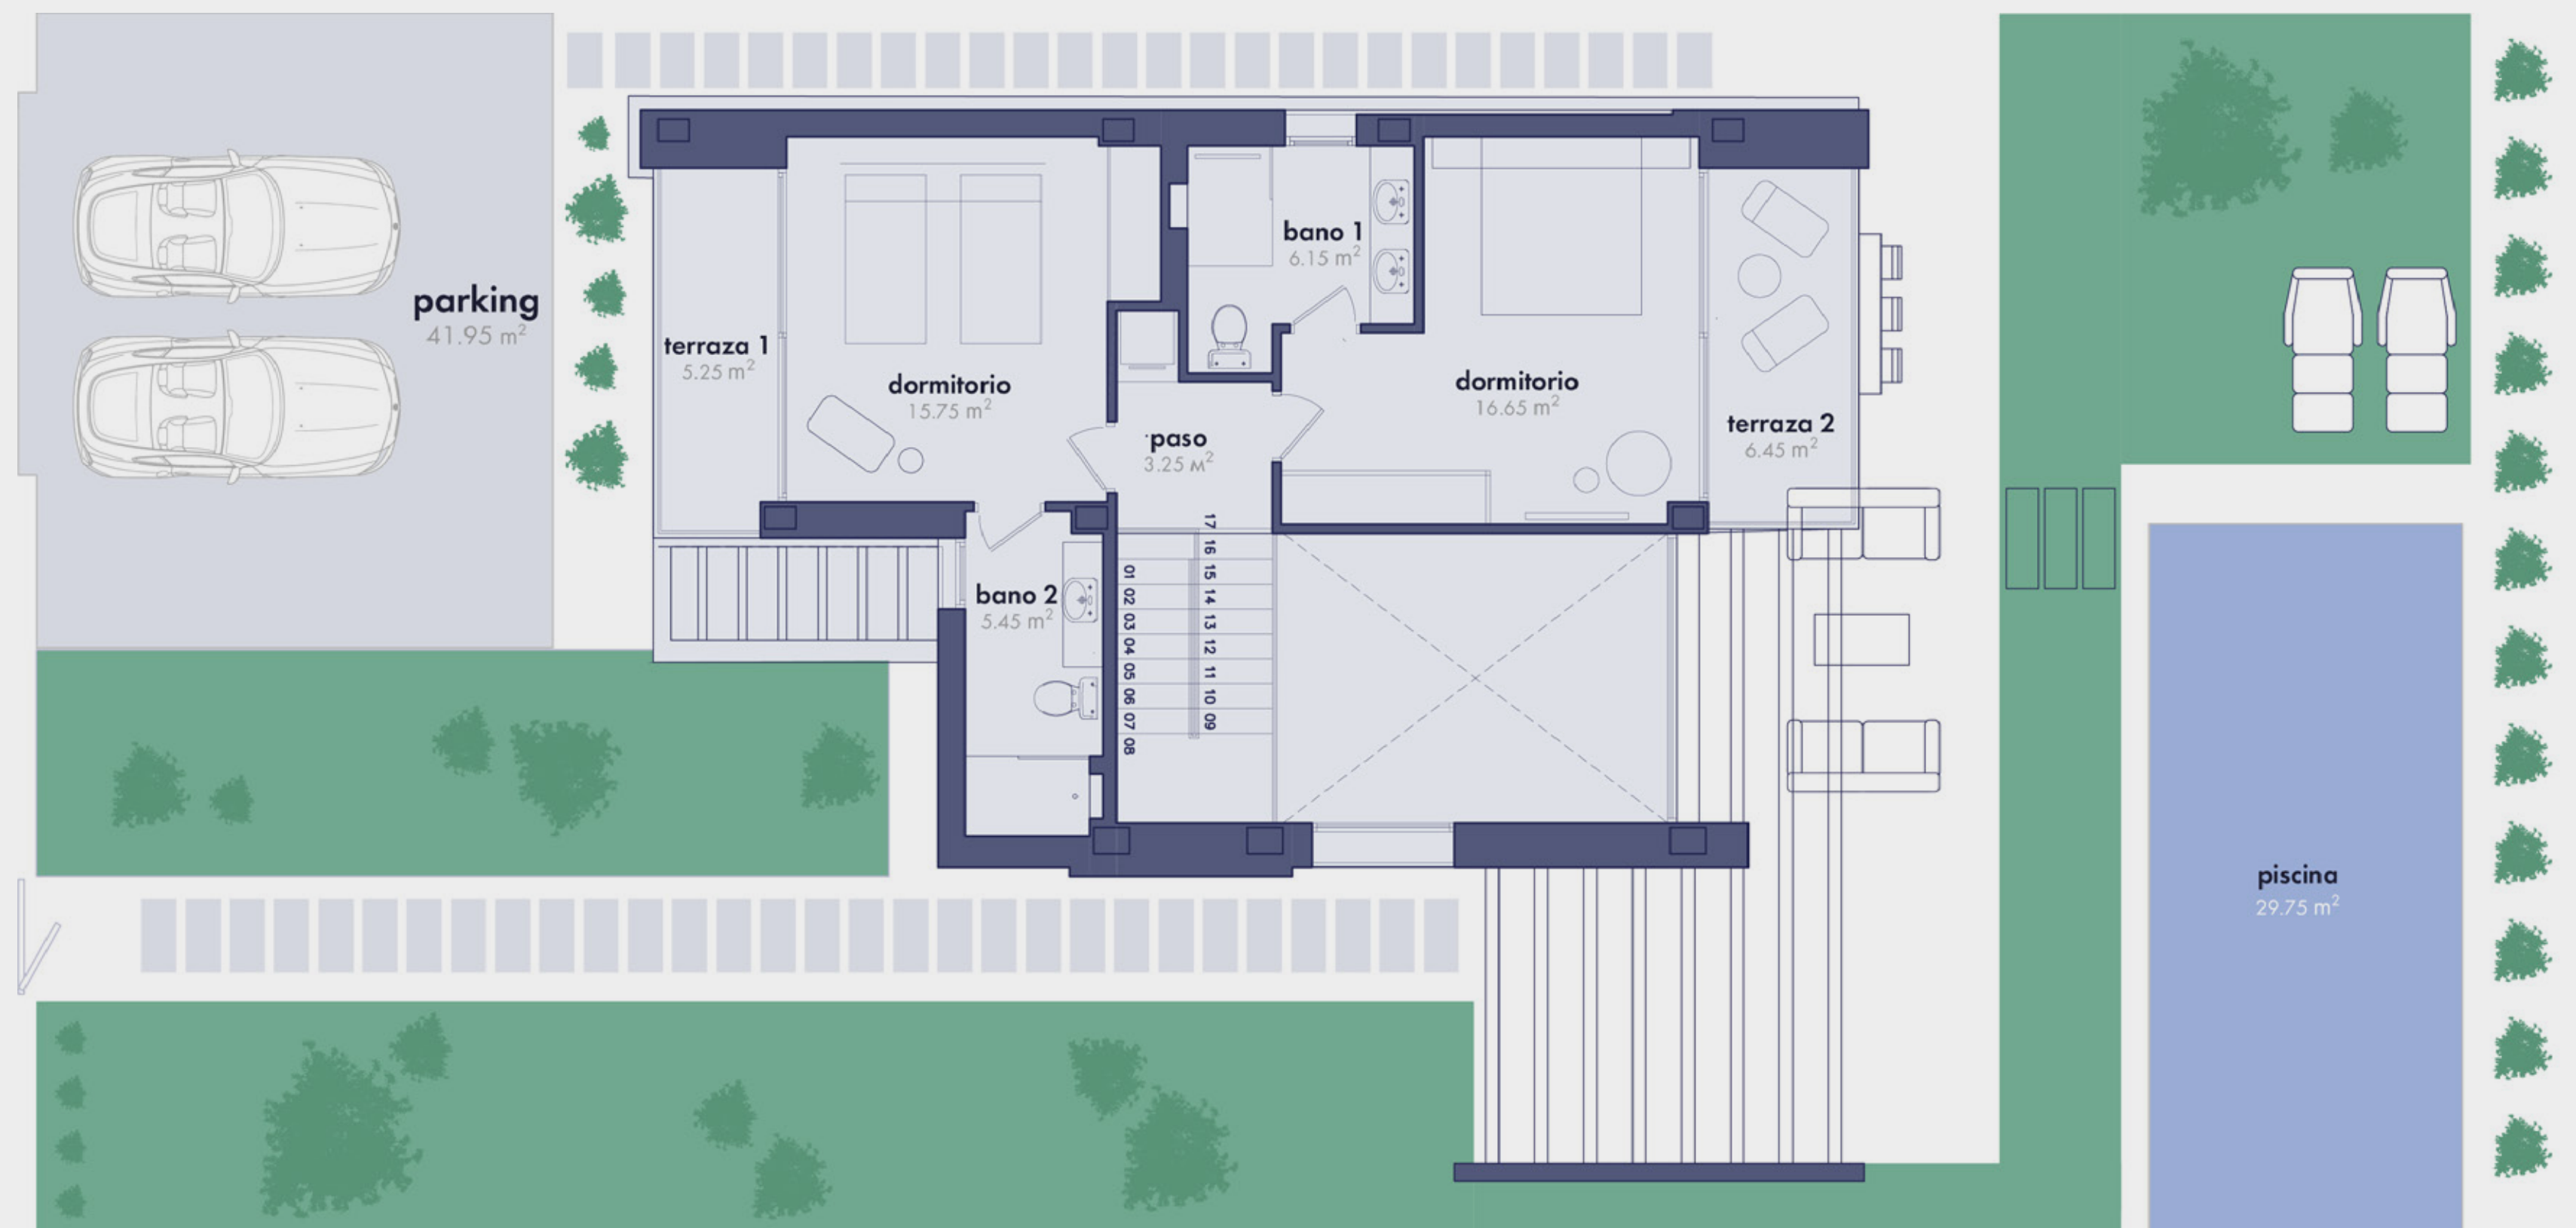 parking
41.95 m²
terraza 1
5.25 m²
dormitorio
15.75 m²
bano 1
6.15 m²
dormitorio
16.65 m²
terraza 2
6.45 m²
paso
3.25 м²
bano 2
5.45 m²
17
16
01 15
02 14
03 13
04 12
05 11
06 10
07 09
08
piscina
29.75 m²